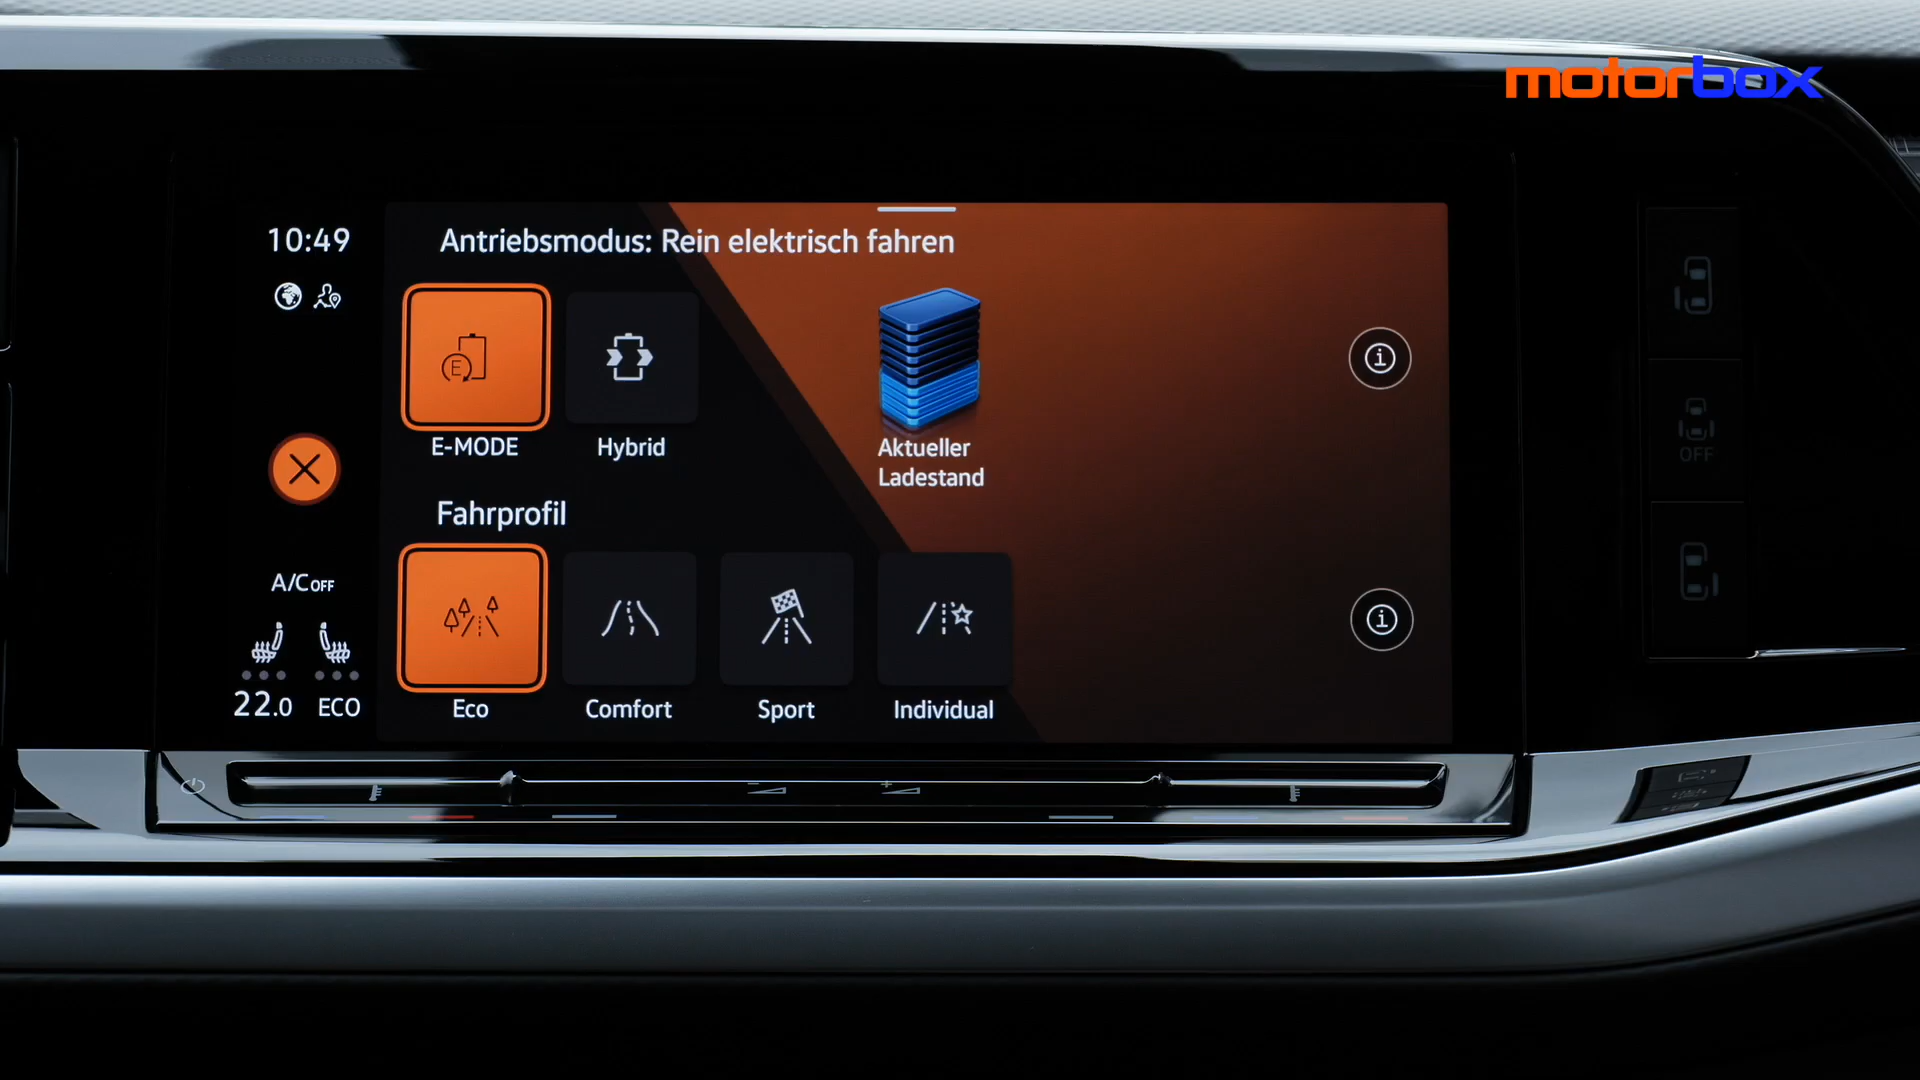 motorbox
10:49
Antriebsmodus: Rein elektrisch fahren
E
E-MODE
Hybrid
Aktueller
Ladestand
Fahrprofil
A/C OFF
22.0
ECO
Eco
Comfort
Sport
Individual
OFF